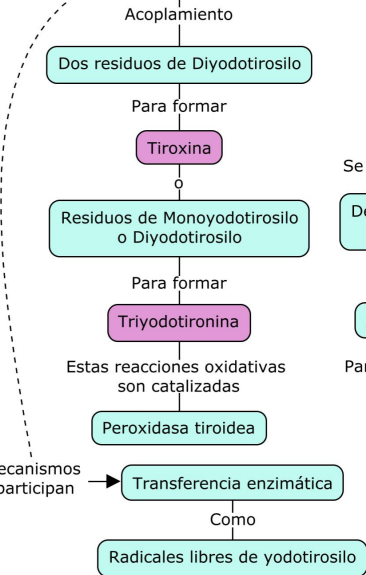 Acoplamiento
Dos residuos de Diyodotirosilo
Para formar
Tiroxina
o
Residuos de Monoyodotirosilo
o Diyodotirosilo
Para formar
Triyodotironina
Estas reacciones oxidativas
son catalizadas
Peroxidasa tiroidea
participan
Transferencia enzimática
Como
Radicales libres de yodotirosilo
Se